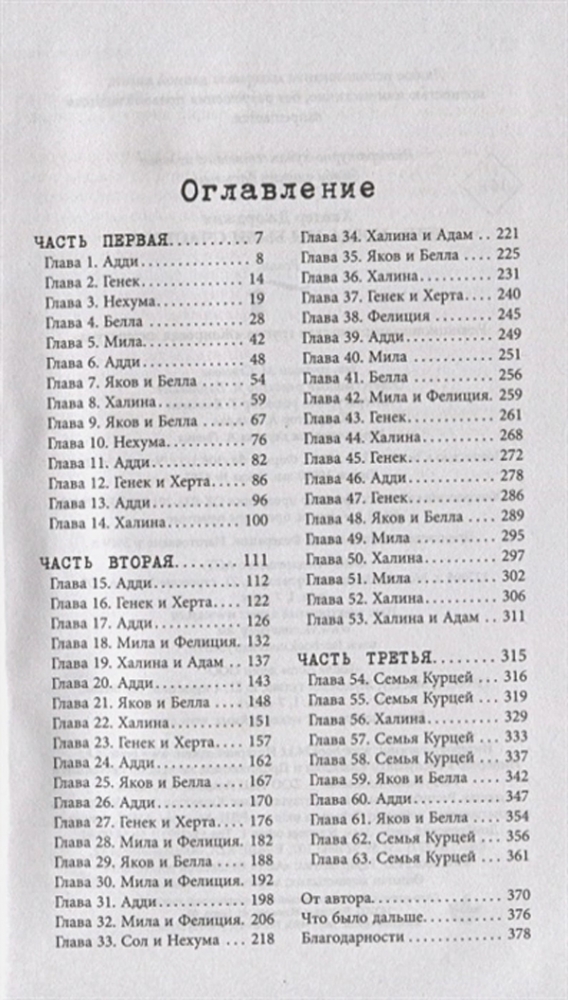 Оглавление
ЧАСТЬ ПЕРВАЯ.......... 7
Глава 1. Адди.............. 8
Глава 2. Генек............. 14
Глава 3. Нехума............ 19
Глава 4. Белла............. 28
Глава 5. Мила.............. 42
Глава 6. Адди.............. 48
Глава 7. Яков и Белла ...... 54
Глава 8. Халина............ 59
Глава 9. Яков и Белла ...... 67
Глава 10. Нехума........... 76
Глава 11. Адди............. 82
Глава 12. Генек и Херта.... 86
Глава 13. Адди............. 96
Глава 14. Халина.......... 100
ЧАСТЬ ВТОРАЯ........ 111
Глава 15. Адди............ 112
Глава 16. Генек и Херта... 122
Глава 17. Адди............ 126
Глава 18. Мила и Фелиция. 132
Глава 19. Халина и Адам .. 137
Глава 20. Адди............ 143
Глава 21. Яков и Белла .... 148
Глава 22. Халина.......... 151
Глава 23. Генек и Херта... 157
Глава 24. Адди............ 162
Глава 25. Яков и Белла.... 167
Глава 26. Адди............ 170
Глава 27. Генек и Херта... 176
Глава 28. Мила и Фелиция. 182
Глава 29. Яков и Белла.... 188
Глава 30. Мила и Фелиция. 192
Глава 31. Адди............ 198
Глава 32. Мила и Фелиция. 206
Глава 33. Сол и Нехума ... 218
Глава 34. Халина и Адам .. 221
Глава 35. Яков и Белла.... 225
Глава 36. Халина.......... 231
Глава 37. Генек и Херта... 240
Глава 38. Фелиция......... 245
Глава 39. Адди............ 249
Глава 40. Мила............ 251
Глава 41. Белла........... 256
Глава 42. Мила и Фелиция. 259
Глава 43. Генек........... 261
Глава 44. Халина.......... 268
Глава 45. Генек........... 272
Глава 46. Адди............ 278
Глава 47. Генек........... 286
Глава 48. Яков и Белла.... 289
Глава 49. Мила............ 295
Глава 50. Халина.......... 297
Глава 51. Мила............ 302
Глава 52. Халина.......... 306
Глава 53. Халина и Адам... 311
ЧАСТЬ ТРЕТЬЯ........ 315
Глава 54. Семья Курцей... 316
Глава 55. Семья Курцей... 319
Глава 56. Халина.......... 329
Глава 57. Семья Курцей... 333
Глава 58. Семья Курцей... 337
Глава 59. Яков и Белла.... 342
Глава 60. Адди............ 347
Глава 61. Яков и Белла.... 354
Глава 62. Семья Курцей... 356
Глава 63. Семья Курцей... 361
От автора................. 370
Что было дальше........... 376
Благодарности............ 378